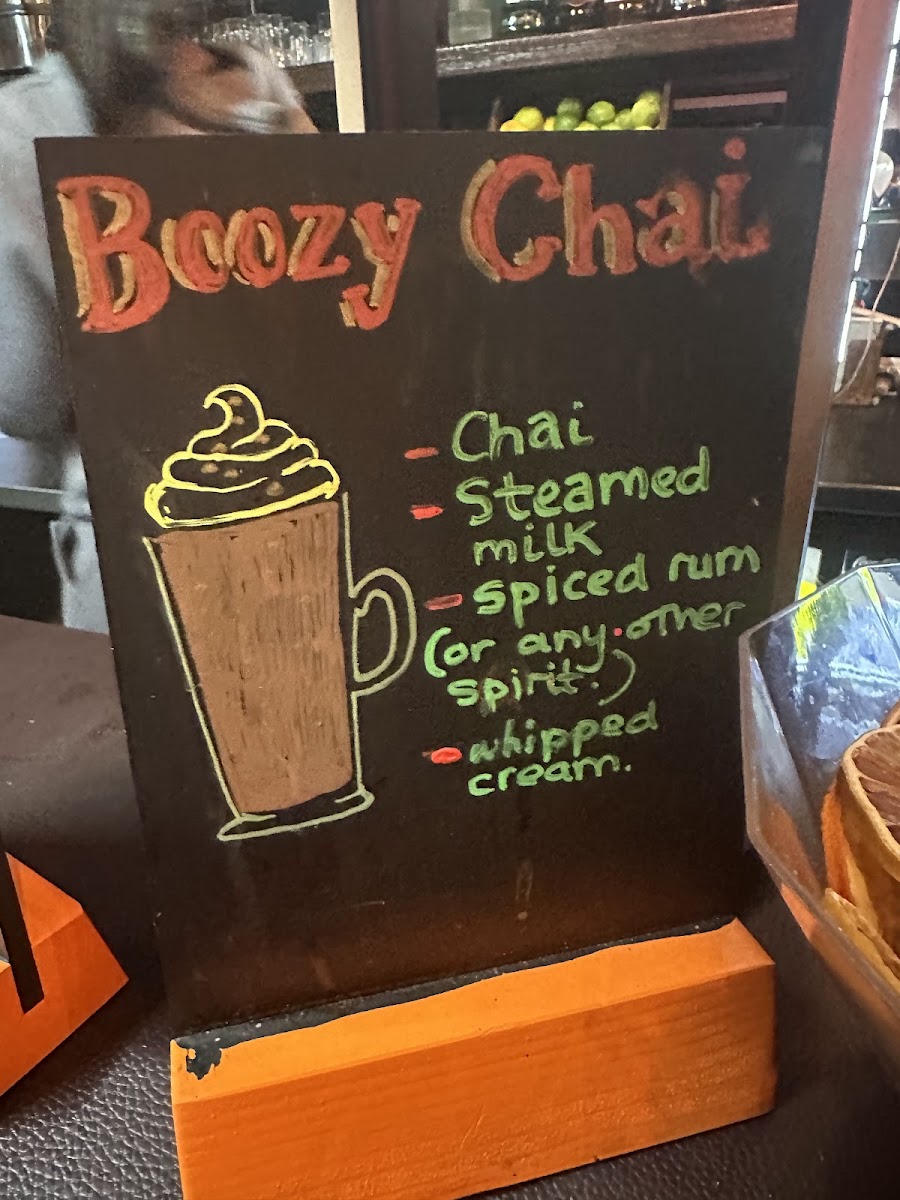 Boozy Chai
- Chai
- Steamed
milk
- spiced rum
(or any other
spirit.)
- whipped
cream.